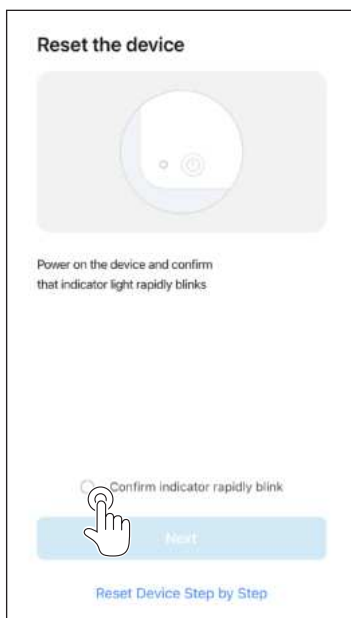 Reset the device
Power on the device and confirm
that indicator light rapidly blinks
Confirm indicator rapidly blink
Next
Reset Device Step by Step